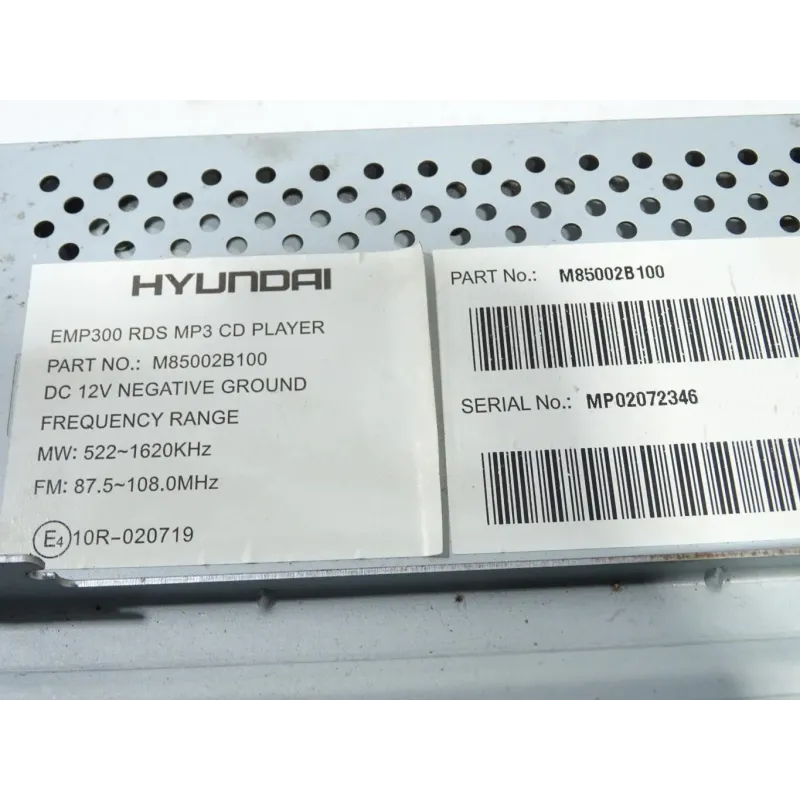 HYUNDAI
EMP300 RDS MP3 CD PLAYER
PART NO.: M85002B100
DC 12V NEGATIVE GROUND
FREQUENCY RANGE
MW: 522~1620KHz
FM: 87.5~108.0MHz
E4 10R-020719
PART No.: M85002B100
SERIAL No.: MP02072346